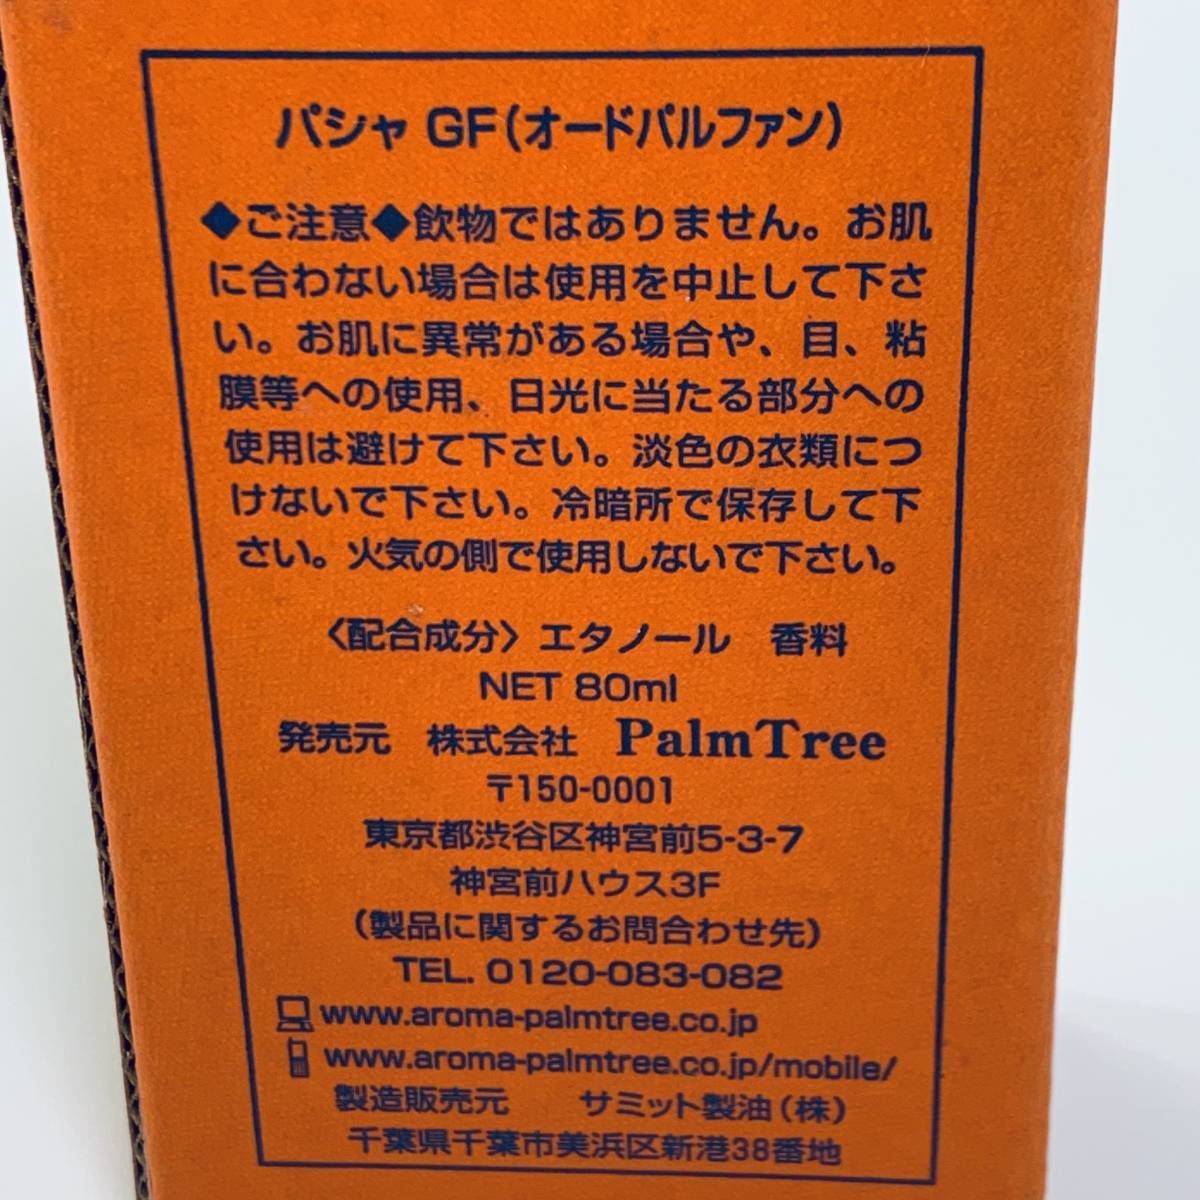 パシャ GF(オードパルファン)
◆ご注意◆飲物ではありません。お肌
に合わない場合は使用を中止して下さ
い。お肌に異常がある場合や、目、粘
膜等への使用、日光に当たる部分への
使用は避けて下さい。淡色の衣類につ
けないで下さい。冷暗所で保存して下
さい。火気の側で使用しないで下さい。
〈配合成分〉エタノール 香料
NET 80ml
発売元 株式会社 PalmTree
〒150-0001
東京都渋谷区神宮前5-3-7
神宮前ハウス3F
(製品に関するお問合わせ先)
TEL. 0120-083-082
www.aroma-palmtree.co.jp
www.aroma-palmtree.co.jp/mobile/
製造販売元 サミット製油(株)
千葉県千葉市美浜区新港38番地